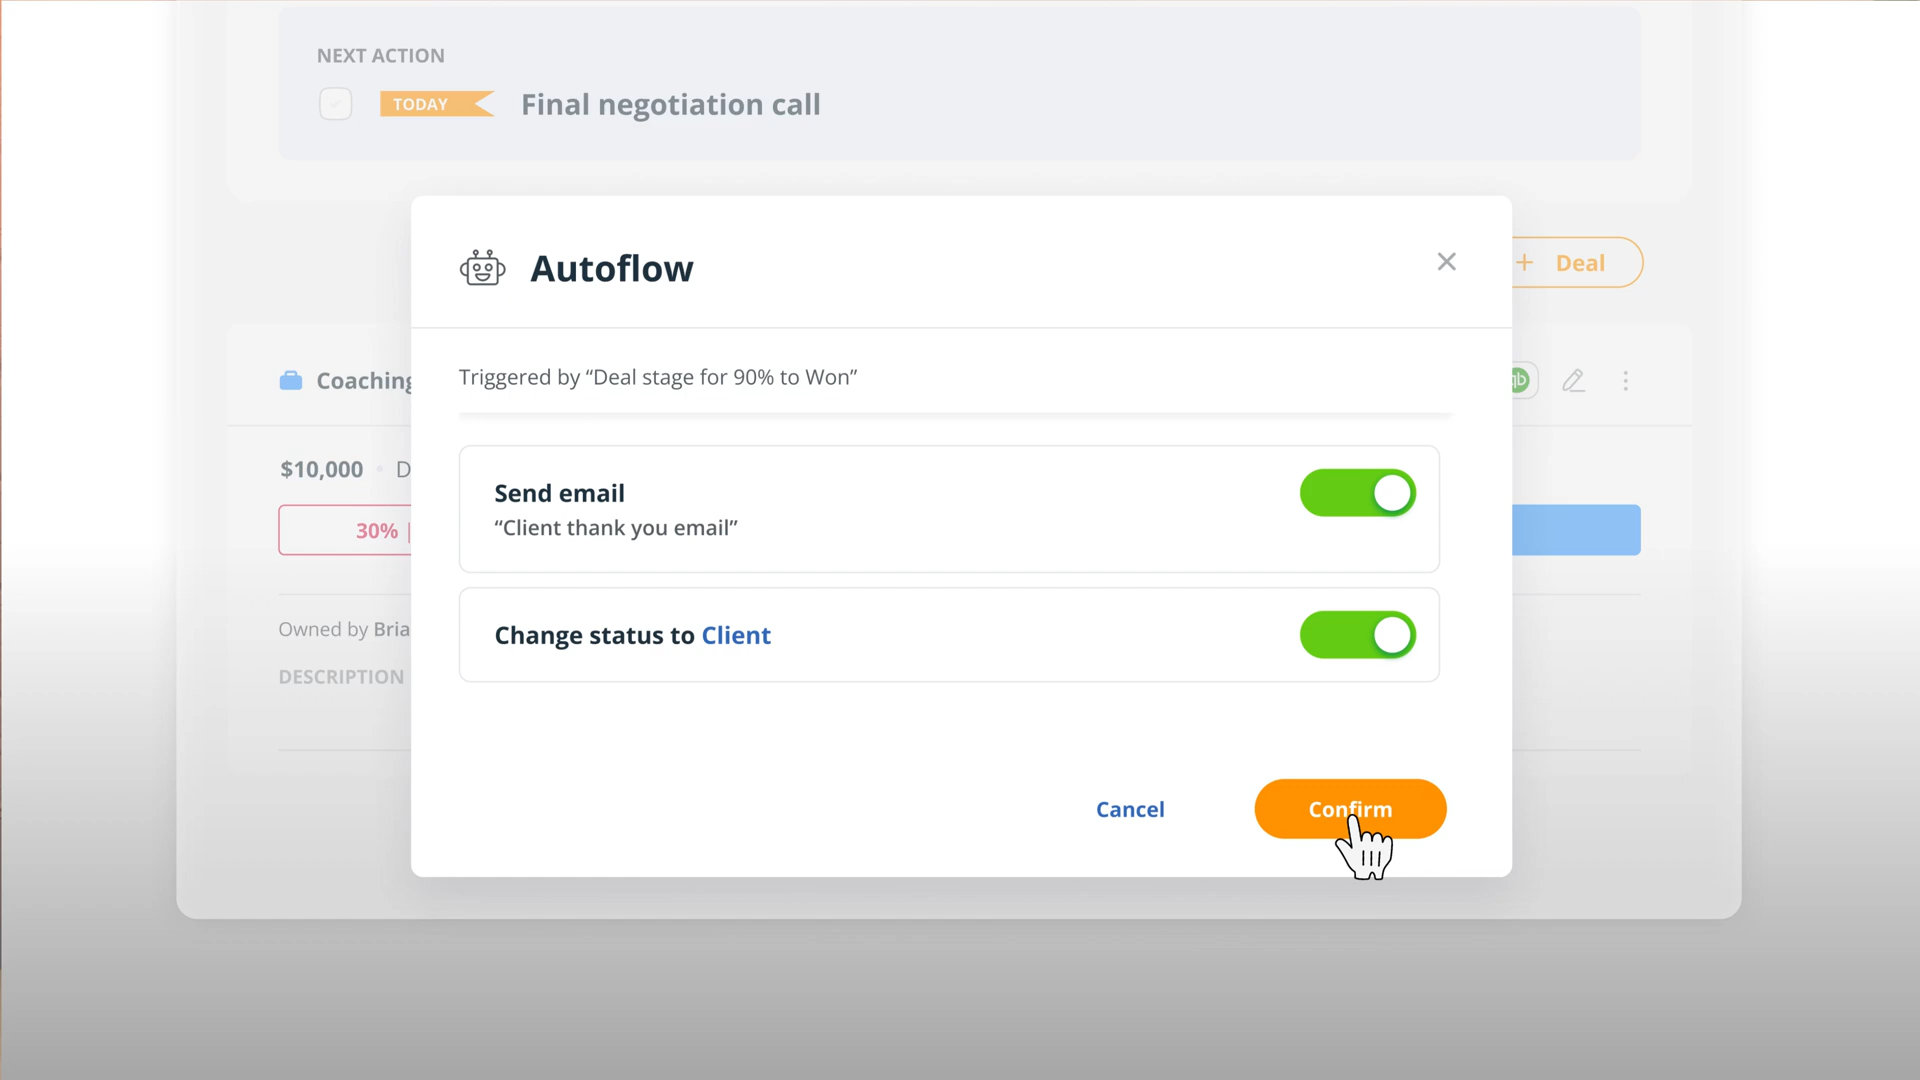 NEXT ACTION
TODAY Final negotiation call
Autoflow
+ Deal
Triggered by “Deal stage for 90% to Won”
Coaching
qb
$10,000 • D
Send email
“Client thank you email”
30% |
Owned by Bria
Change status to Client
DESCRIPTION
Cancel Confirm